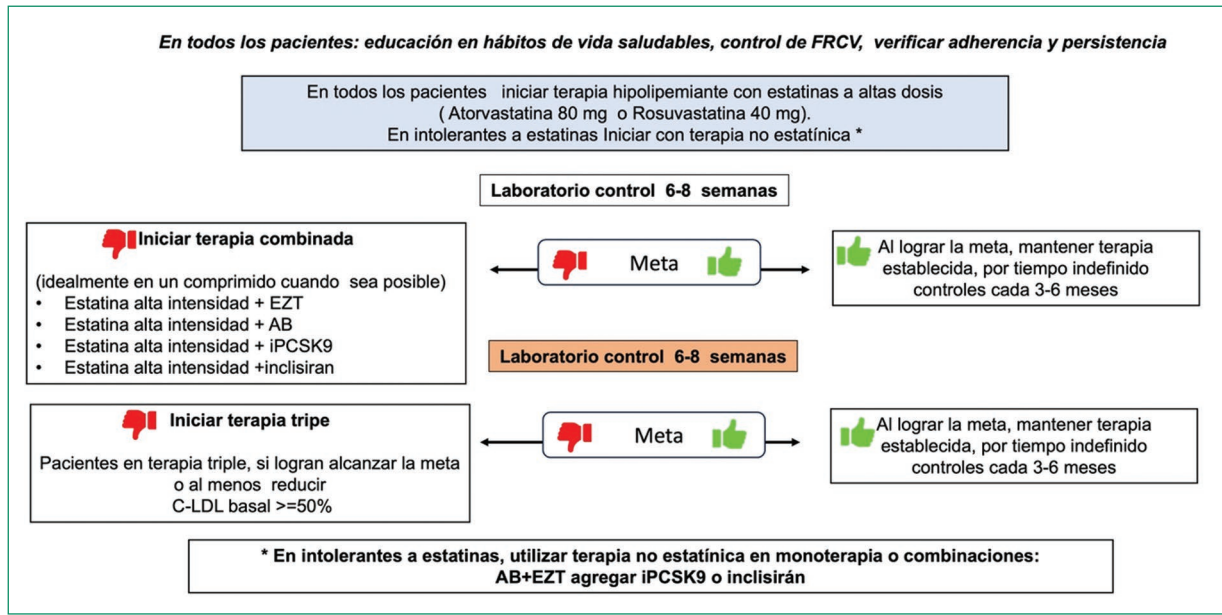 En todos los pacientes: educación en hábitos de vida saludables, control de FRCV, verificar adherencia y persistencia
En todos los pacientes iniciar terapia hipolipemiante con estatinas a altas dosis
( Atorvastatina 80 mg o Rosuvastatina 40 mg).
En intolerantes a estatinas Iniciar con terapia no estatínica *
Laboratorio control 6-8 semanas
Iniciar terapia combinada
(idealmente en un comprimido cuando sea posible)
• Estatina alta intensidad + EZT
• Estatina alta intensidad + AB
• Estatina alta intensidad + iPCSK9
• Estatina alta intensidad +inclisiran
Meta
Al lograr la meta, mantener terapia
establecida, por tiempo indefinido
controles cada 3-6 meses
Laboratorio control 6-8 semanas
Iniciar terapia tripe
Pacientes en terapia triple, si logran alcanzar la meta
o al menos reducir
C-LDL basal >=50%
Meta
Al lograr la meta, mantener terapia
establecida, por tiempo indefinido
controles cada 3-6 meses
* En intolerantes a estatinas, utilizar terapia no estatínica en monoterapia o combinaciones:
AB+EZT agregar iPCSK9 o inclisirán